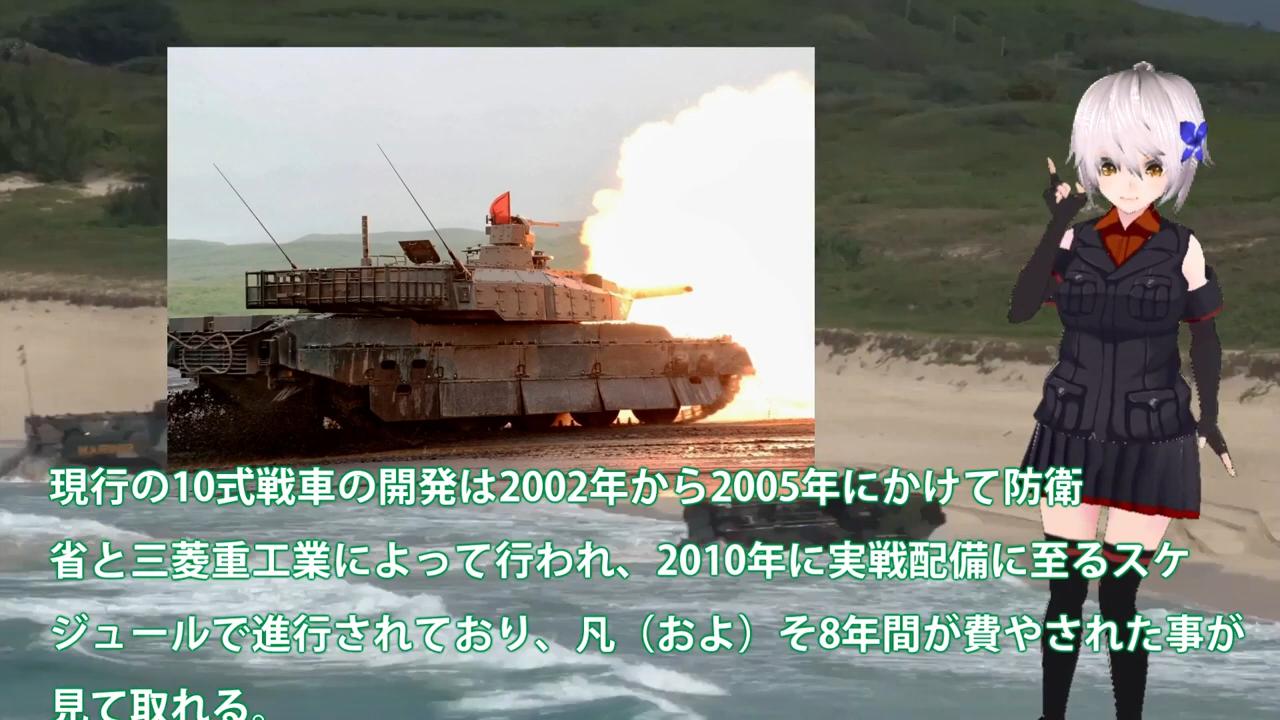 現行の10式戦車の開発は2002年から2005年にかけて防衛
省と三菱重工業によって行われ、2010年に実戦配備に至るスケ
ジュールで進行されており、凡（およ）そ8年間が費やされた事が
見て取れる。